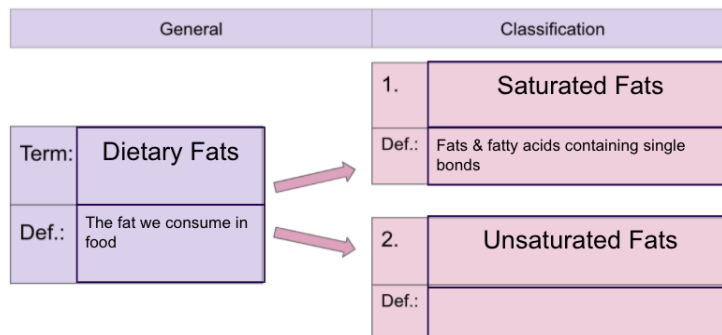 General
Classification
1.
Saturated Fats
Def.:
Fats & fatty acids containing single
bonds
Term:
Dietary Fats
Def.:
The fat we consume in
food
2.
Unsaturated Fats
Def.: